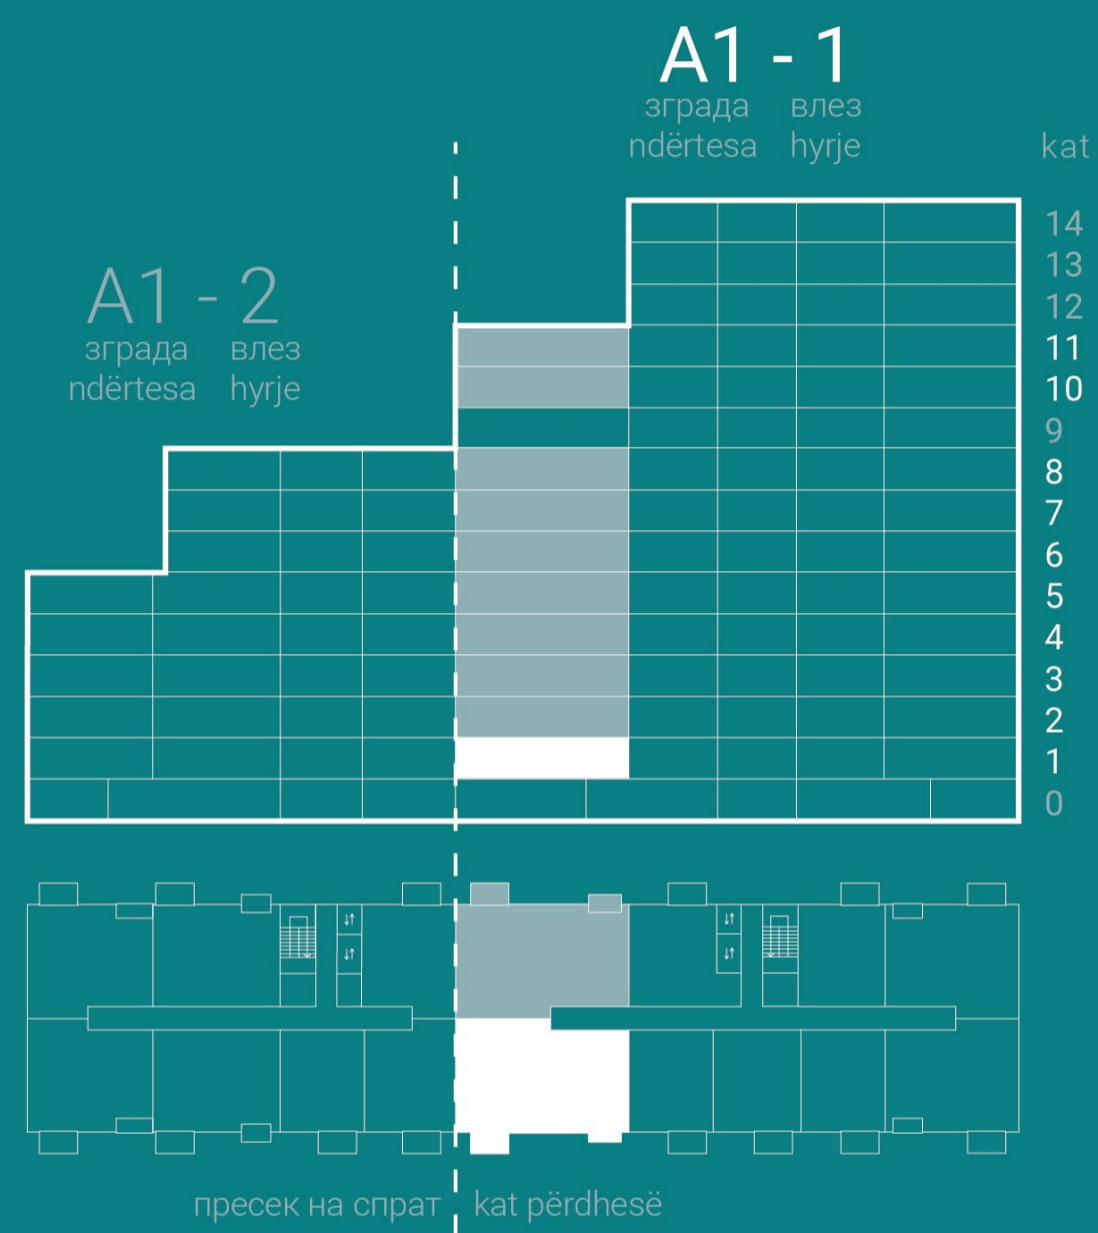 A1 - 1
зграда влез
ndërtesa hyrje
kat
14
13
12
A1 - 2
зграда влез
ndërtesa hyrje
11
10
9
8
7
6
5
4
3
2
1
0
пресек на спрат kat përdhesë